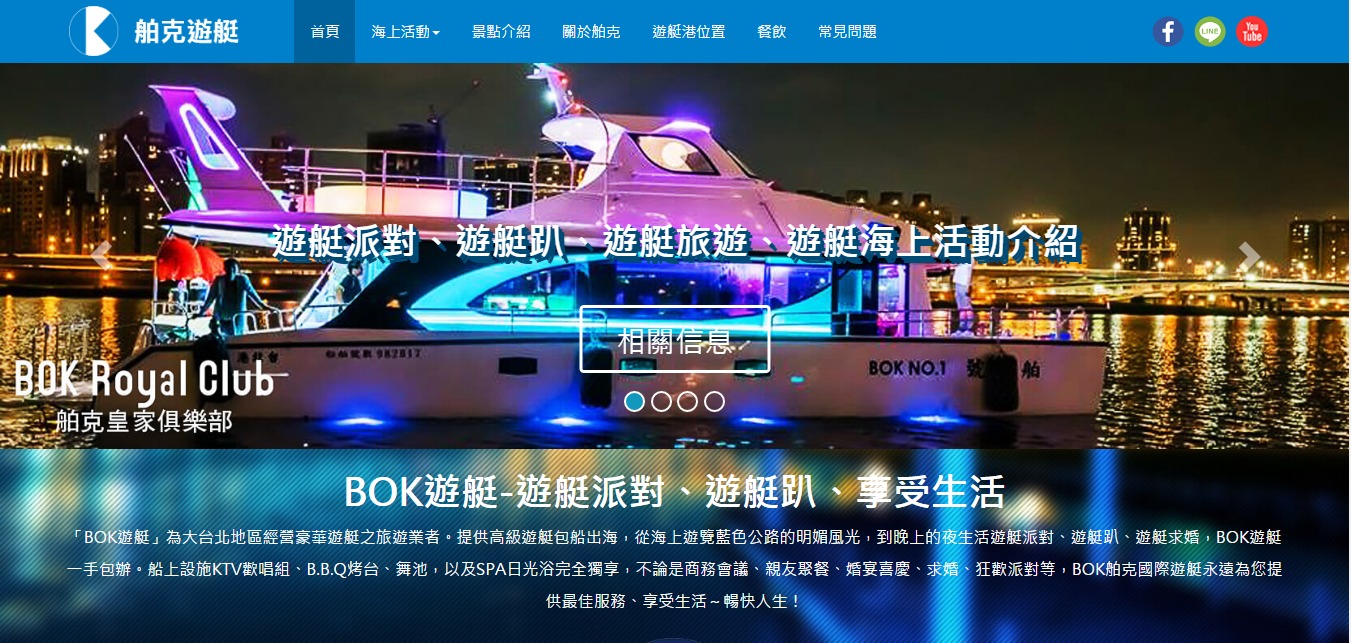 舶克遊艇
首頁
海上活動
景點介紹
關於舶克
遊艇港位置
餐飲
常見問題
LINE
You
Tube
遊艇派對、遊艇趴、遊艇旅遊、遊艇海上活動介紹
相關信息
船舶號數 982017
BOK NO.1
號 舶
BOK Royal Club
舶克皇家俱樂部
BOK遊艇-遊艇派對、遊艇趴、享受生活
「BOK遊艇」為大台北地區經營豪華遊艇之旅遊業者。提供高級遊艇包船出海，從海上遊覽藍色公路的明媚風光，到晚上的夜生活遊艇派對、遊艇趴、遊艇求婚，BOK遊艇
一手包辦。船上設施KTV歡唱組、B.B.Q烤台、舞池，以及SPA日光浴完全獨享，不論是商務會議、親友聚餐、婚宴喜慶、求婚、狂歡派對等，BOK舶克國際遊艇永遠為您提
供最佳服務、享受生活～暢快人生！